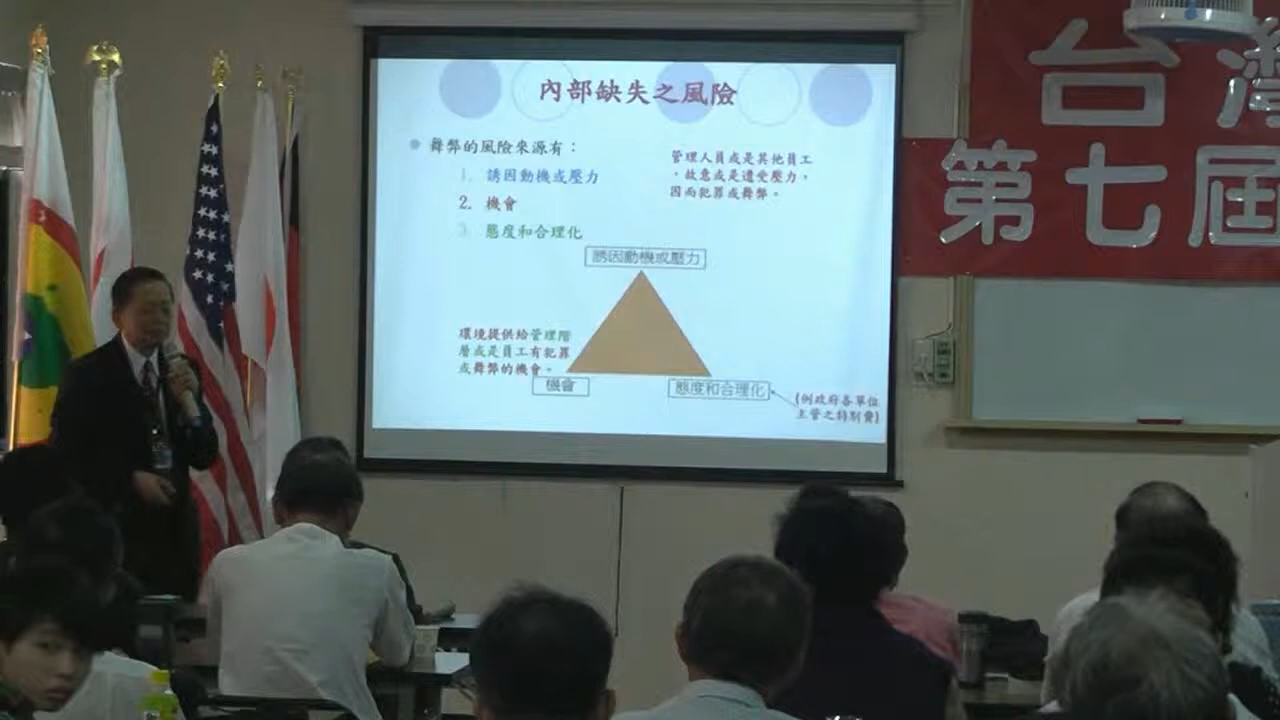 內部缺失之風險
舞弊的風險來源有：
1. 誘因動機或壓力
2. 機會
3. 態度和合理化
管理人員或是其他員工
，故意或是遭受壓力，
因而犯罪或舞弊。
誘因動機或壓力
環境提供給管理階
層或是員工有犯罪
或舞弊的機會。
機會
態度和合理化
(例政府各單位
主管之特別費)
台灣
第七屆